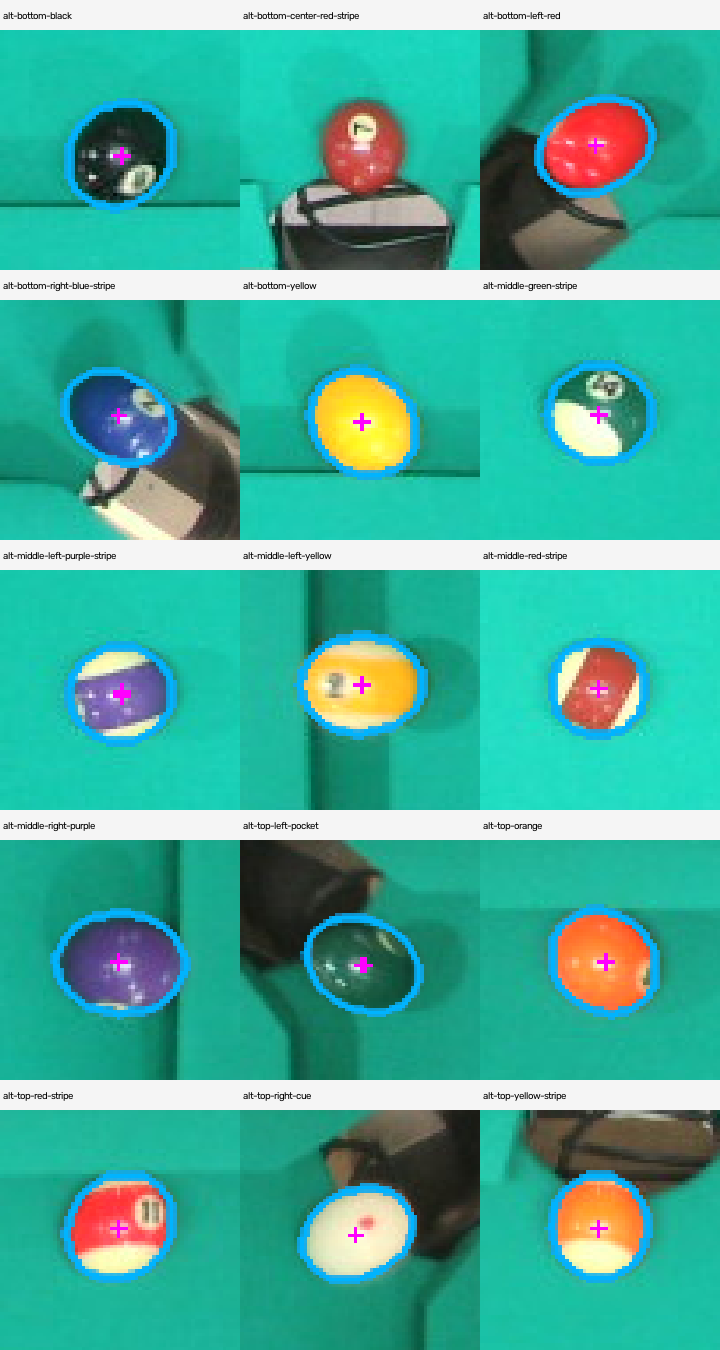 alt-bottom-black
alt-bottom-center-red-stripe
alt-bottom-left-red
alt-bottom-right-blue-stripe
alt-bottom-yellow
alt-middle-green-stripe
alt-middle-left-purple-stripe
alt-middle-left-yellow
alt-middle-red-stripe
alt-middle-right-purple
alt-top-left-pocket
alt-top-orange
alt-top-red-stripe
alt-top-right-cue
alt-top-yellow-stripe
11